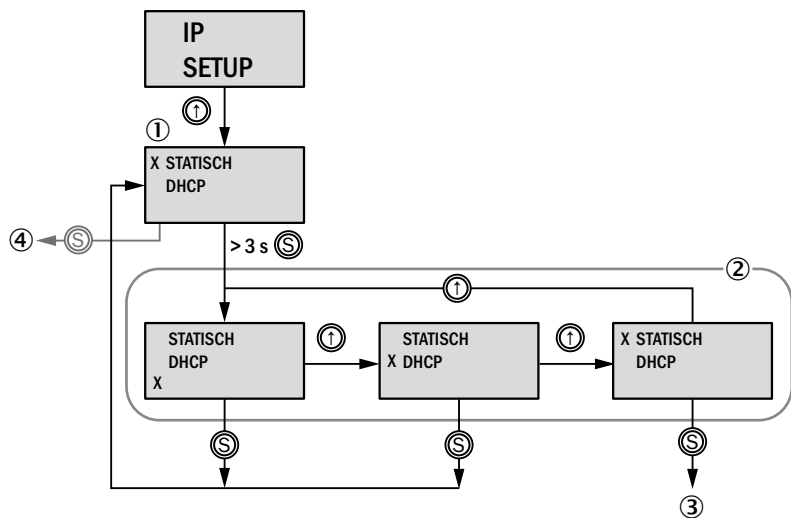 IP
SETUP
↑
①
X STATISCH
DHCP
④
S
> 3 s S
②
↑
STATISCH
DHCP
X
↑
STATISCH
X DHCP
↑
X STATISCH
DHCP
S
S
S
③